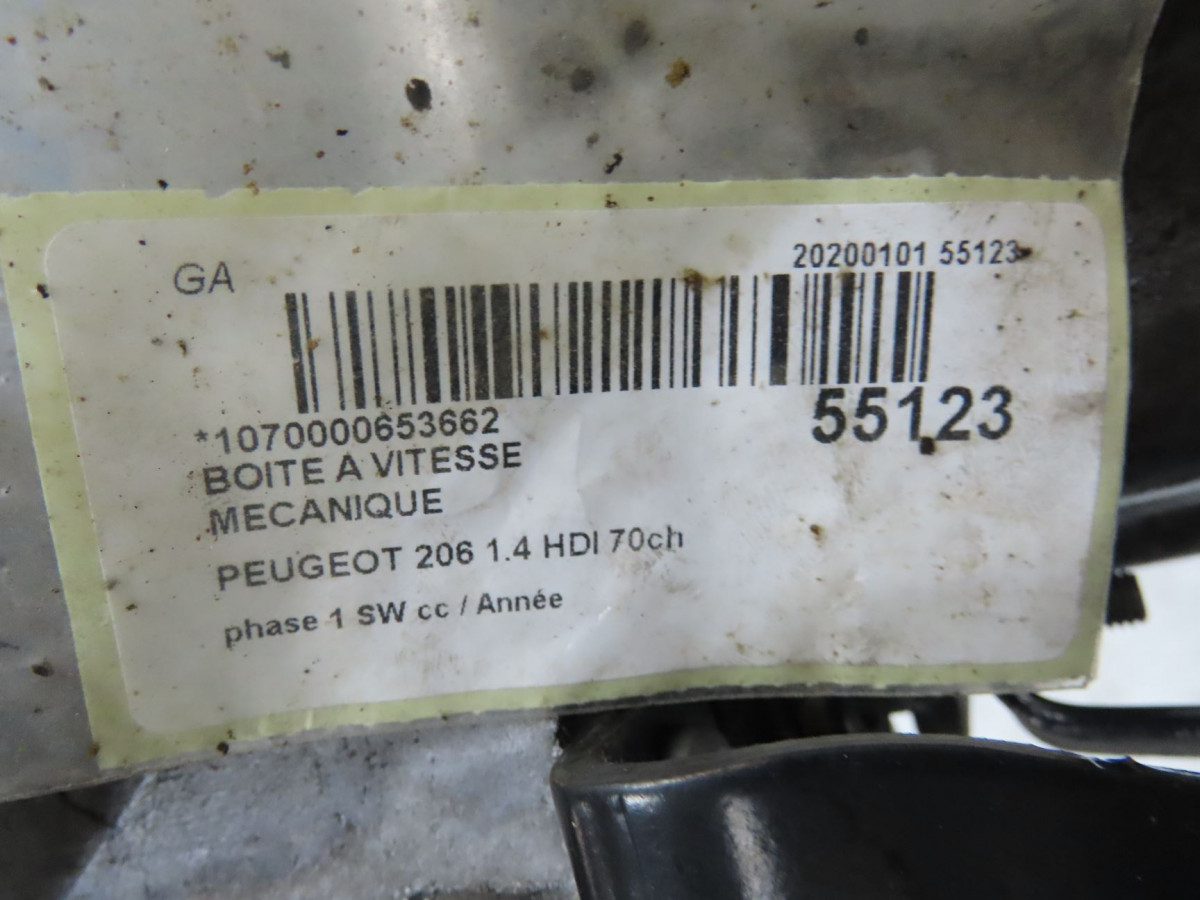 GA
20200101 55123
*1070000653662
55123
BOITE A VITESSE
MECANIQUE
PEUGEOT 206 1.4 HDI 70ch
phase 1 SW cc / Année